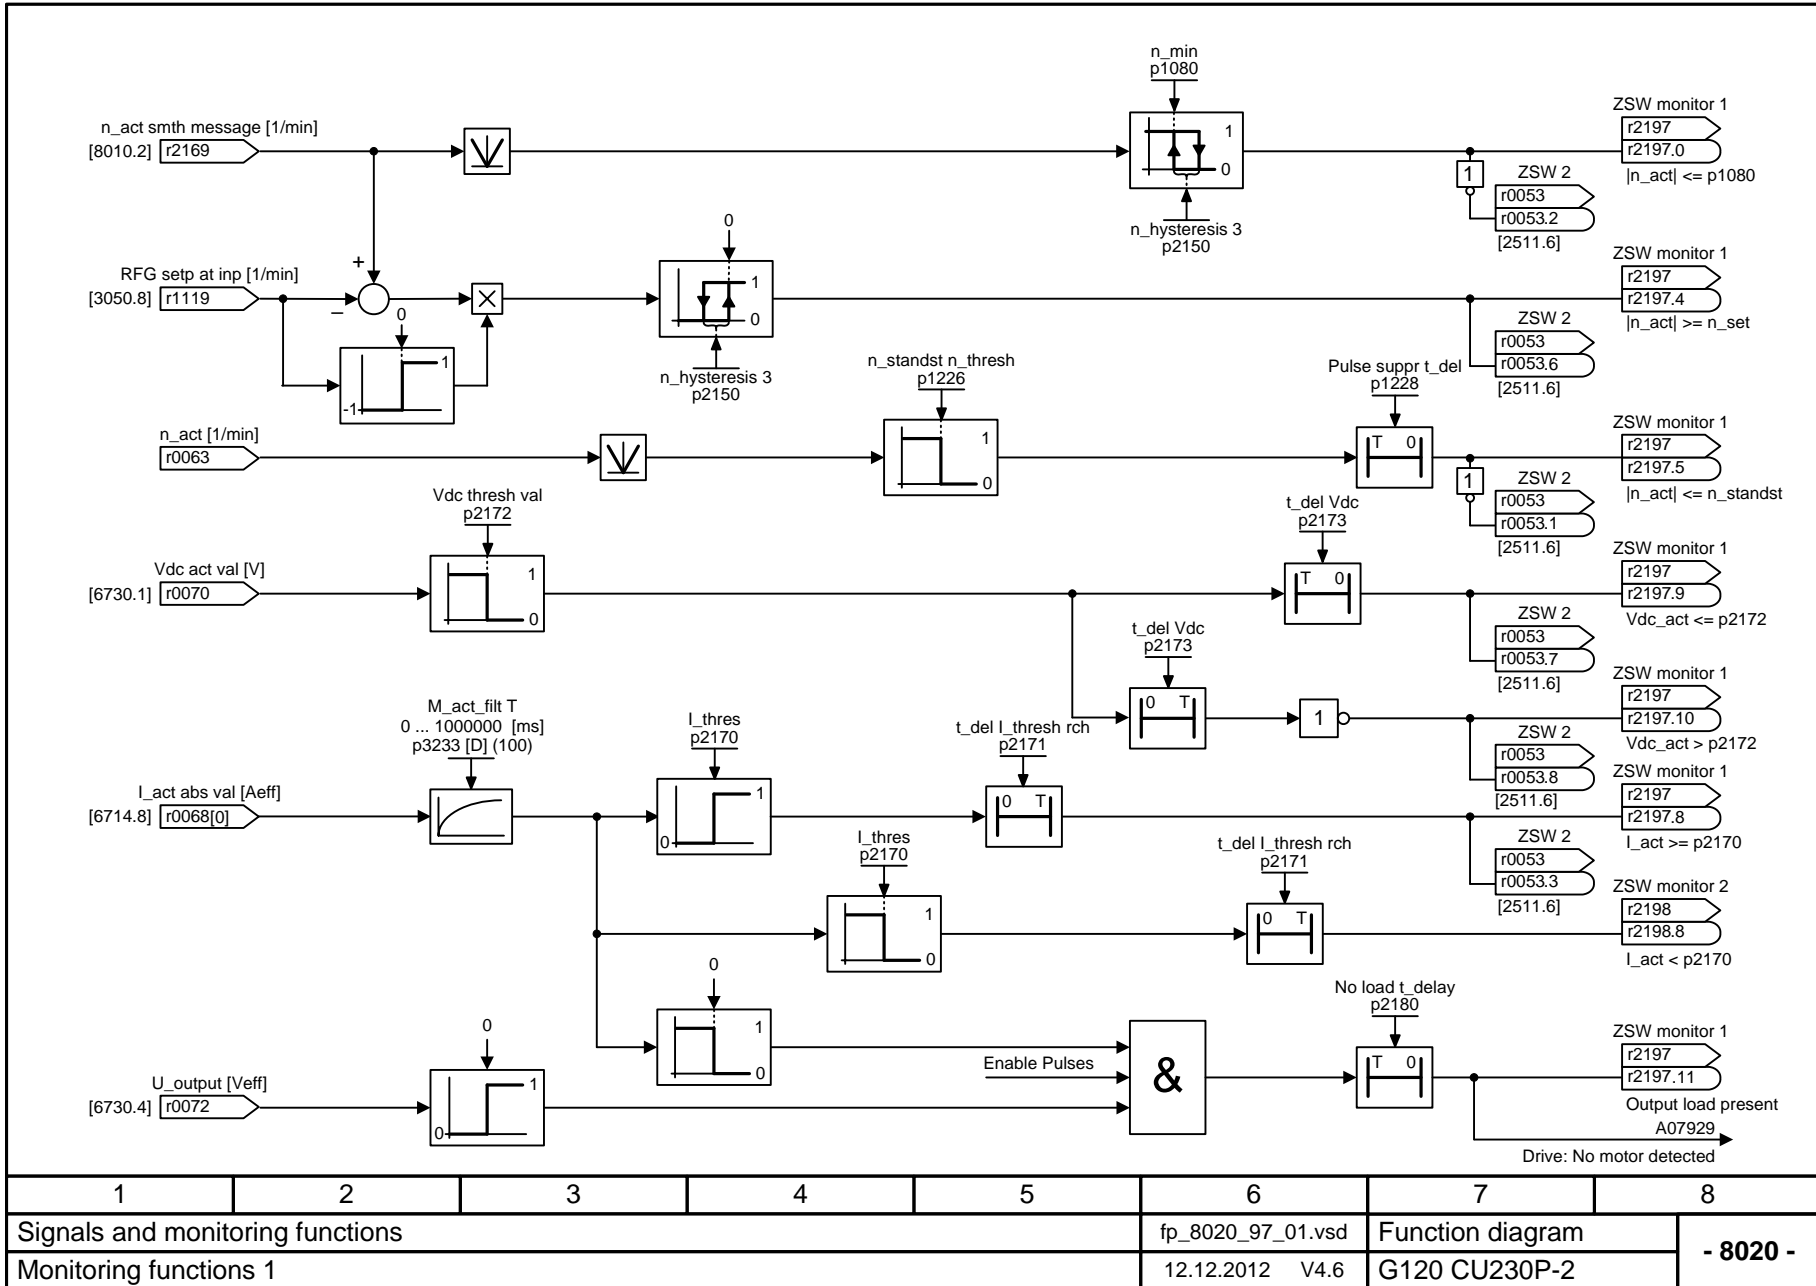 n_min
p1080
n_act smth message [1/min]
[8010.2] r2169
1
0
n_hysteresis 3
p2150
ZSW monitor 1
r2197
r2197.0
|n_act| <= p1080
1
ZSW 2
r0053
r0053.2
[2511.6]
RFG setp at inp [1/min]
[3050.8] r1119
+
–
0
1
-1
0
1
0
n_hysteresis 3
p2150
ZSW monitor 1
r2197
r2197.4
|n_act| >= n_set
ZSW 2
r0053
r0053.6
[2511.6]
n_act [1/min]
r0063
n_standst n_thresh
p1226
1
0
Pulse suppr t_del
p1228
T 0
ZSW monitor 1
r2197
r2197.5
|n_act| <= n_standst
1
ZSW 2
r0053
r0053.1
[2511.6]
Vdc thresh val
p2172
Vdc act val [V]
[6730.1] r0070
1
0
t_del Vdc
p2173
T 0
ZSW monitor 1
r2197
r2197.9
Vdc_act <= p2172
ZSW 2
r0053
r0053.7
[2511.6]
t_del Vdc
p2173
0 T
1
ZSW monitor 1
r2197
r2197.10
Vdc_act > p2172
ZSW 2
r0053
r0053.8
[2511.6]
M_act_filt T
0 ... 1000000 [ms]
p3233 [D] (100)
I_act abs val [Aeff]
[6714.8] r0068[0]
I_thres
p2170
1
0
t_del I_thresh rch
p2171
0 T
ZSW monitor 1
r2197
r2197.8
I_act >= p2170
ZSW 2
r0053
r0053.3
[2511.6]
I_thres
p2170
1
0
t_del I_thresh rch
p2171
0 T
ZSW monitor 2
r2198
r2198.8
I_act < p2170
0
1
0
Enable Pulses
&
No load t_delay
p2180
T 0
ZSW monitor 1
r2197
r2197.11
Output load present
A07929
Drive: No motor detected
U_output [Veff]
[6730.4] r0072
0
1
0
1 2 3 4 5 6 7 8
Signals and monitoring functions fp_8020_97_01.vsd Function diagram
- 8020 -
Monitoring functions 1 12.12.2012 V4.6 G120 CU230P-2